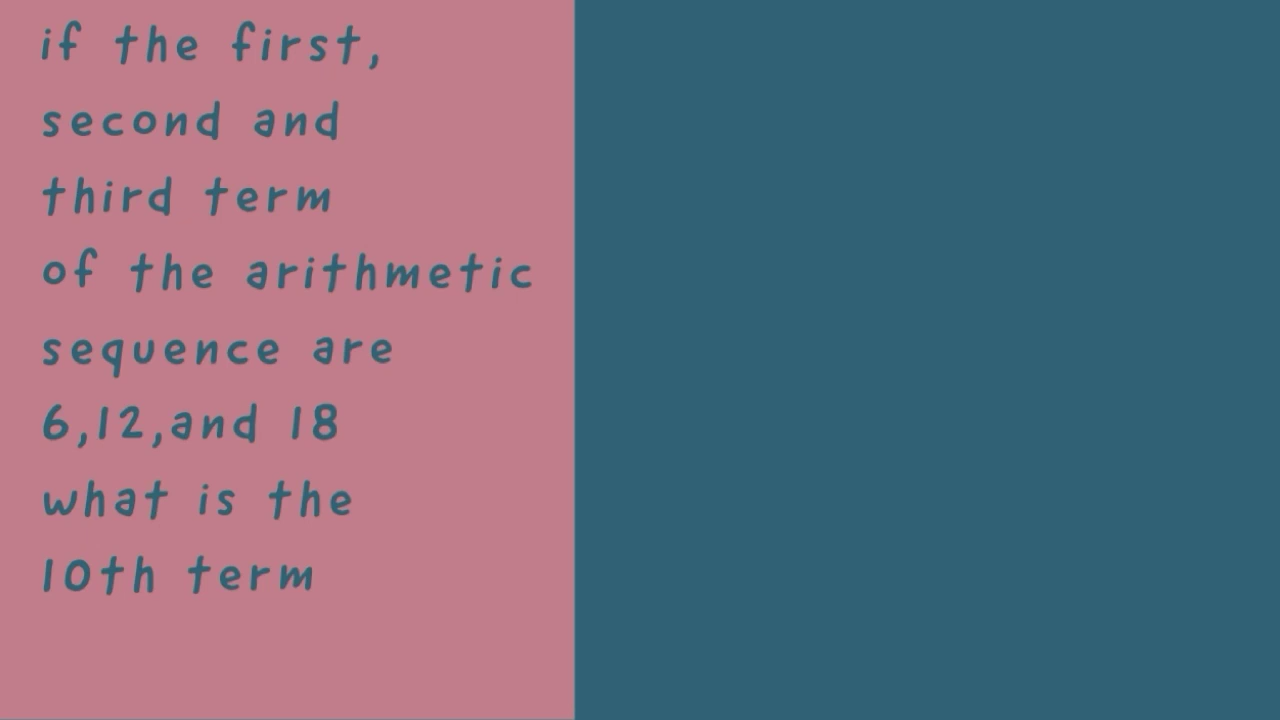 if the first,
second and
third term
of the arithmetic
sequence are
6,12,and 18
what is the
10th term